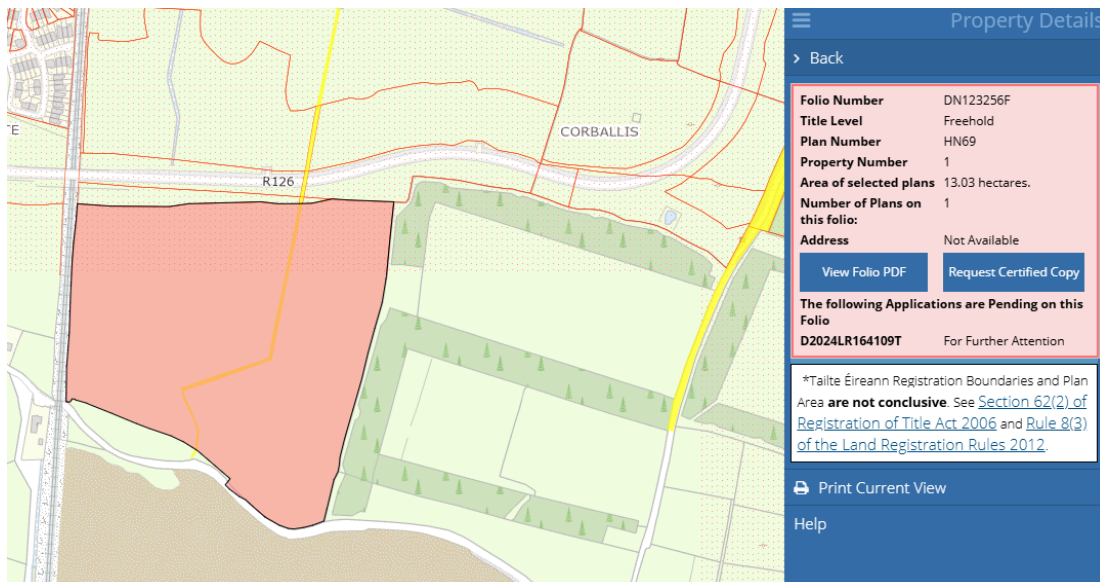 Property Details
Back
Folio Number DN123256F
Title Level Freehold
Plan Number HN69
Property Number 1
Area of selected plans 13.03 hectares.
Number of Plans on 1
this folio:
Address Not Available
View Folio PDF Request Certified Copy
The following Applications are Pending on this
Folio
D2024LR164109T For Further Attention
*Tailte Éireann Registration Boundaries and Plan
Area are not conclusive. See Section 62(2) of
Registration of Title Act 2006 and Rule 8(3)
of the Land Registration Rules 2012.
Print Current View
Help
TE
CORBALLIS
R126